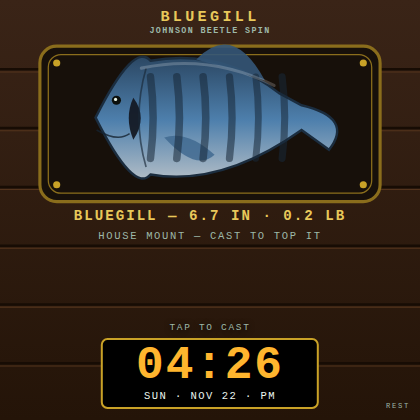 BLUEGILL
JOHNSON BEETLE SPIN
BLUEGILL — 6.7 IN · 0.2 LB
HOUSE MOUNT — CAST TO TOP IT
TAP TO CAST
04:26
SUN · NOV 22 · PM
REST